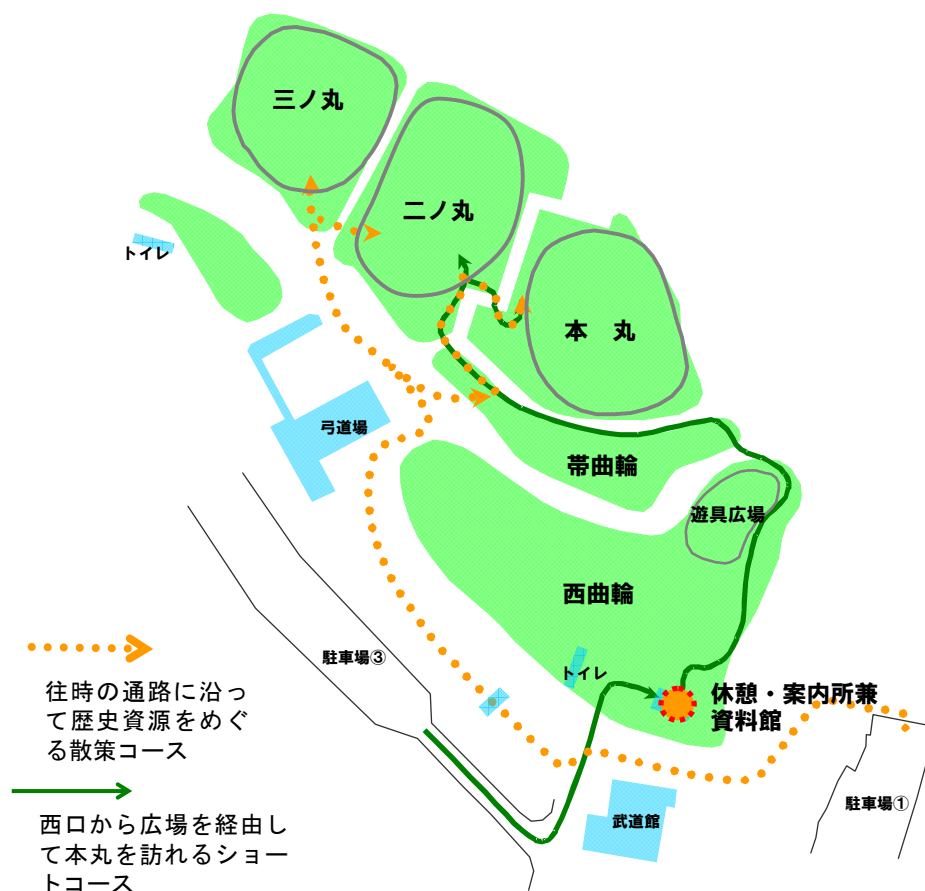 三ノ丸
二ノ丸
トイレ
本　丸
弓道場
帯曲輪
遊具広場
西曲輪
駐車場③
トイレ
休憩・案内所兼
資料館
往時の通路に沿っ
て歴史資源をめぐ
る散策コース
駐車場①
武道館
西口から広場を経由し
て本丸を訪れるショー
トコース